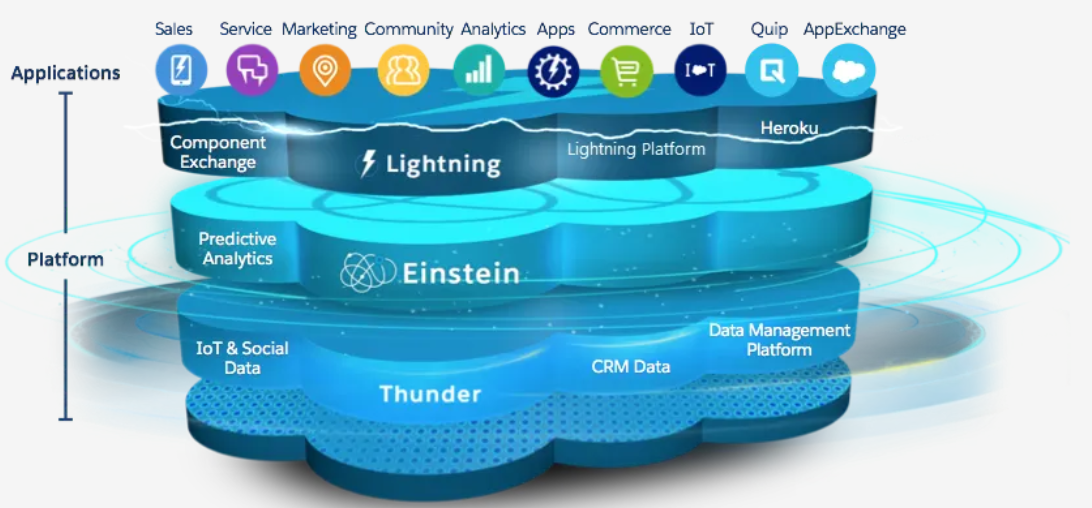 Sales Service Marketing Community Analytics Apps Commerce IoT Quip AppExchange
Applications
I T
Component
Exchange
Lightning
Lightning Platform
Heroku
Platform
Predictive
Analytics
Einstein
IoT & Social
Data
Thunder
CRM Data
Data Management
Platform